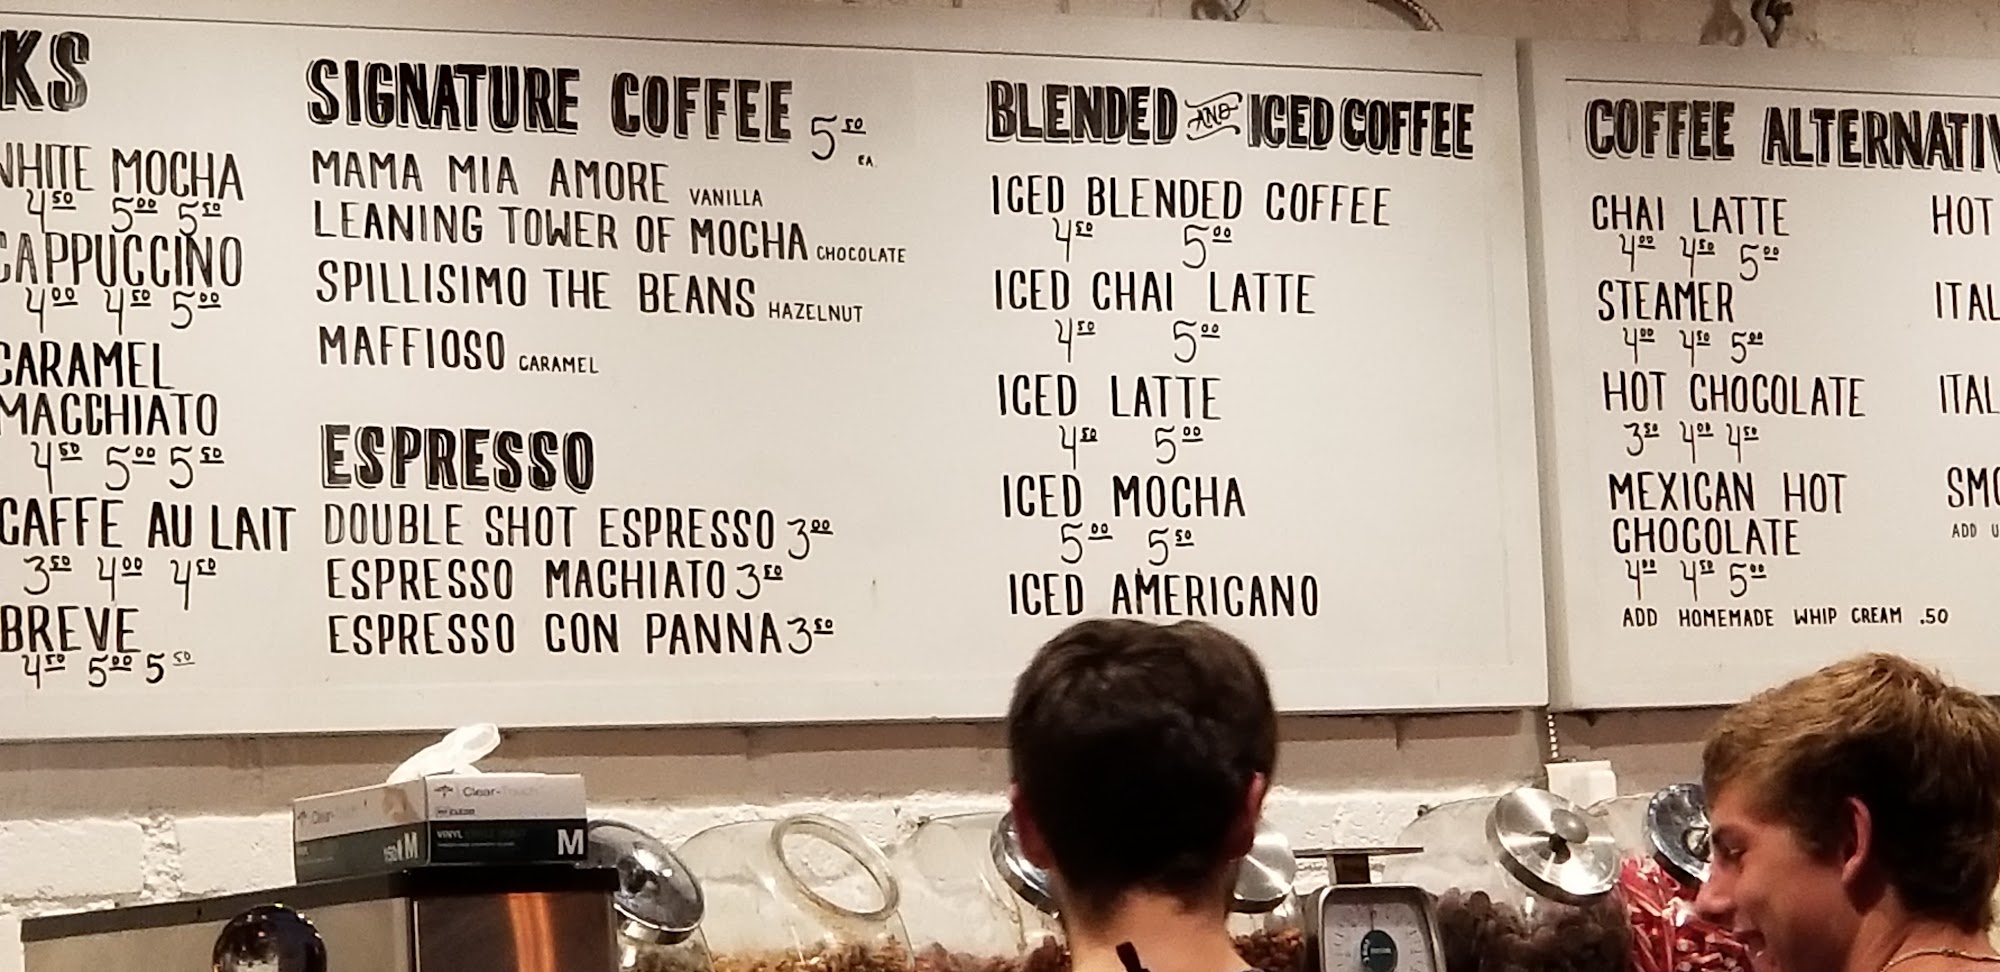 KS
WHITE MOCHA
4 50 5 00 5 50
CAPPUCCINO
4 00 4 50 5 00
CARAMEL
MACCHIATO
4 50 5 00 5 50
CAFFE AU LAIT
3 50 4 00 4 50
BREVE
4 50 5 00 5 50
SIGNATURE COFFEE 5 50 EA.
MAMA MIA AMORE VANILLA
LEANING TOWER OF MOCHA CHOCOLATE
SPILLISIMO THE BEANS HAZELNUT
MAFFIOSO CARAMEL
ESPRESSO
DOUBLE SHOT ESPRESSO 3 00
ESPRESSO MACHIATO 3 50
ESPRESSO CON PANNA 3 50
BLENDED AND ICED COFFEE
ICED BLENDED COFFEE
4 50 5 00
ICED CHAI LATTE
4 50 5 00
ICED LATTE
4 50 5 00
ICED MOCHA
5 00 5 50
ICED AMERICANO
COFFEE ALTERNATIV
CHAI LATTE
4 00 4 50 5 00
STEAMER
4 00 4 50 5 00
HOT CHOCOLATE
3 50 4 00 4 50
MEXICAN HOT
CHOCOLATE
4 00 4 50 5 00
ADD HOMEMADE WHIP CREAM .50
HOT
ITAL
ITAL
SMO
ADD U
150 M
Clear-Touch
VINYL
M